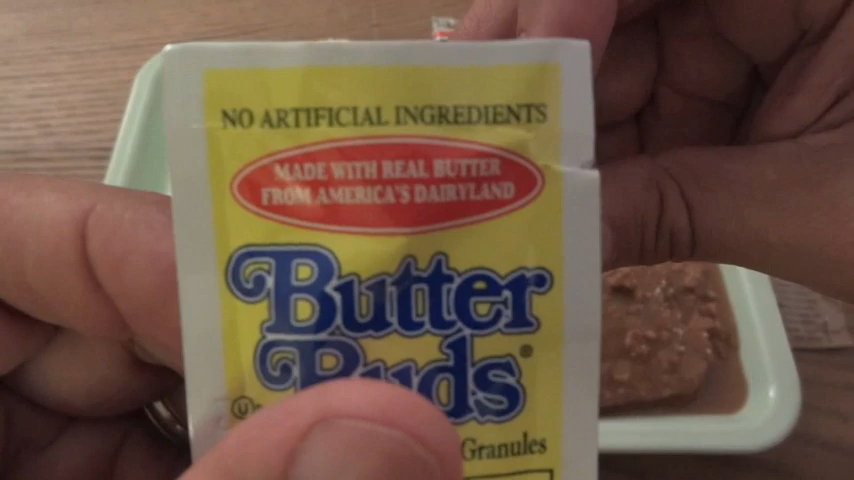 NO ARTIFICIAL INGREDIENTS
MADE WITH REAL BUTTER
FROM AMERICA'S DAIRYLAND
Butter
Buds®
Granules